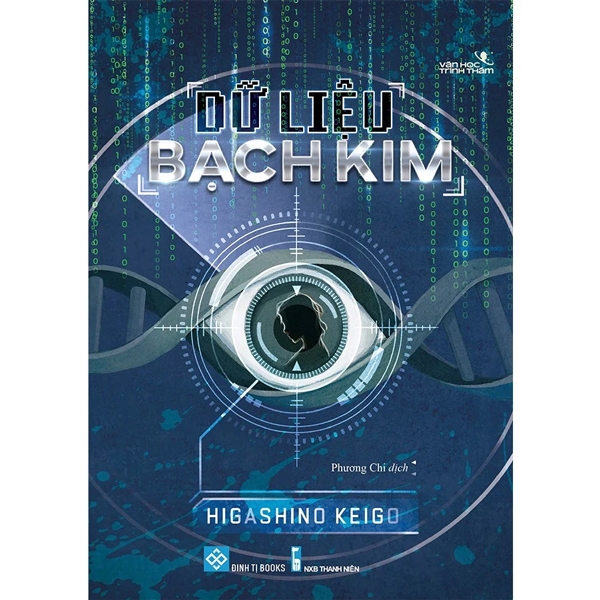 VĂN HỌC
TRINH THÁM
DỮ LIỆU
BẠCH KIM
Phương Chi dịch
HIGASHINO KEIGO
ĐINH TỊ BOOKS
NXB THANH NIÊN